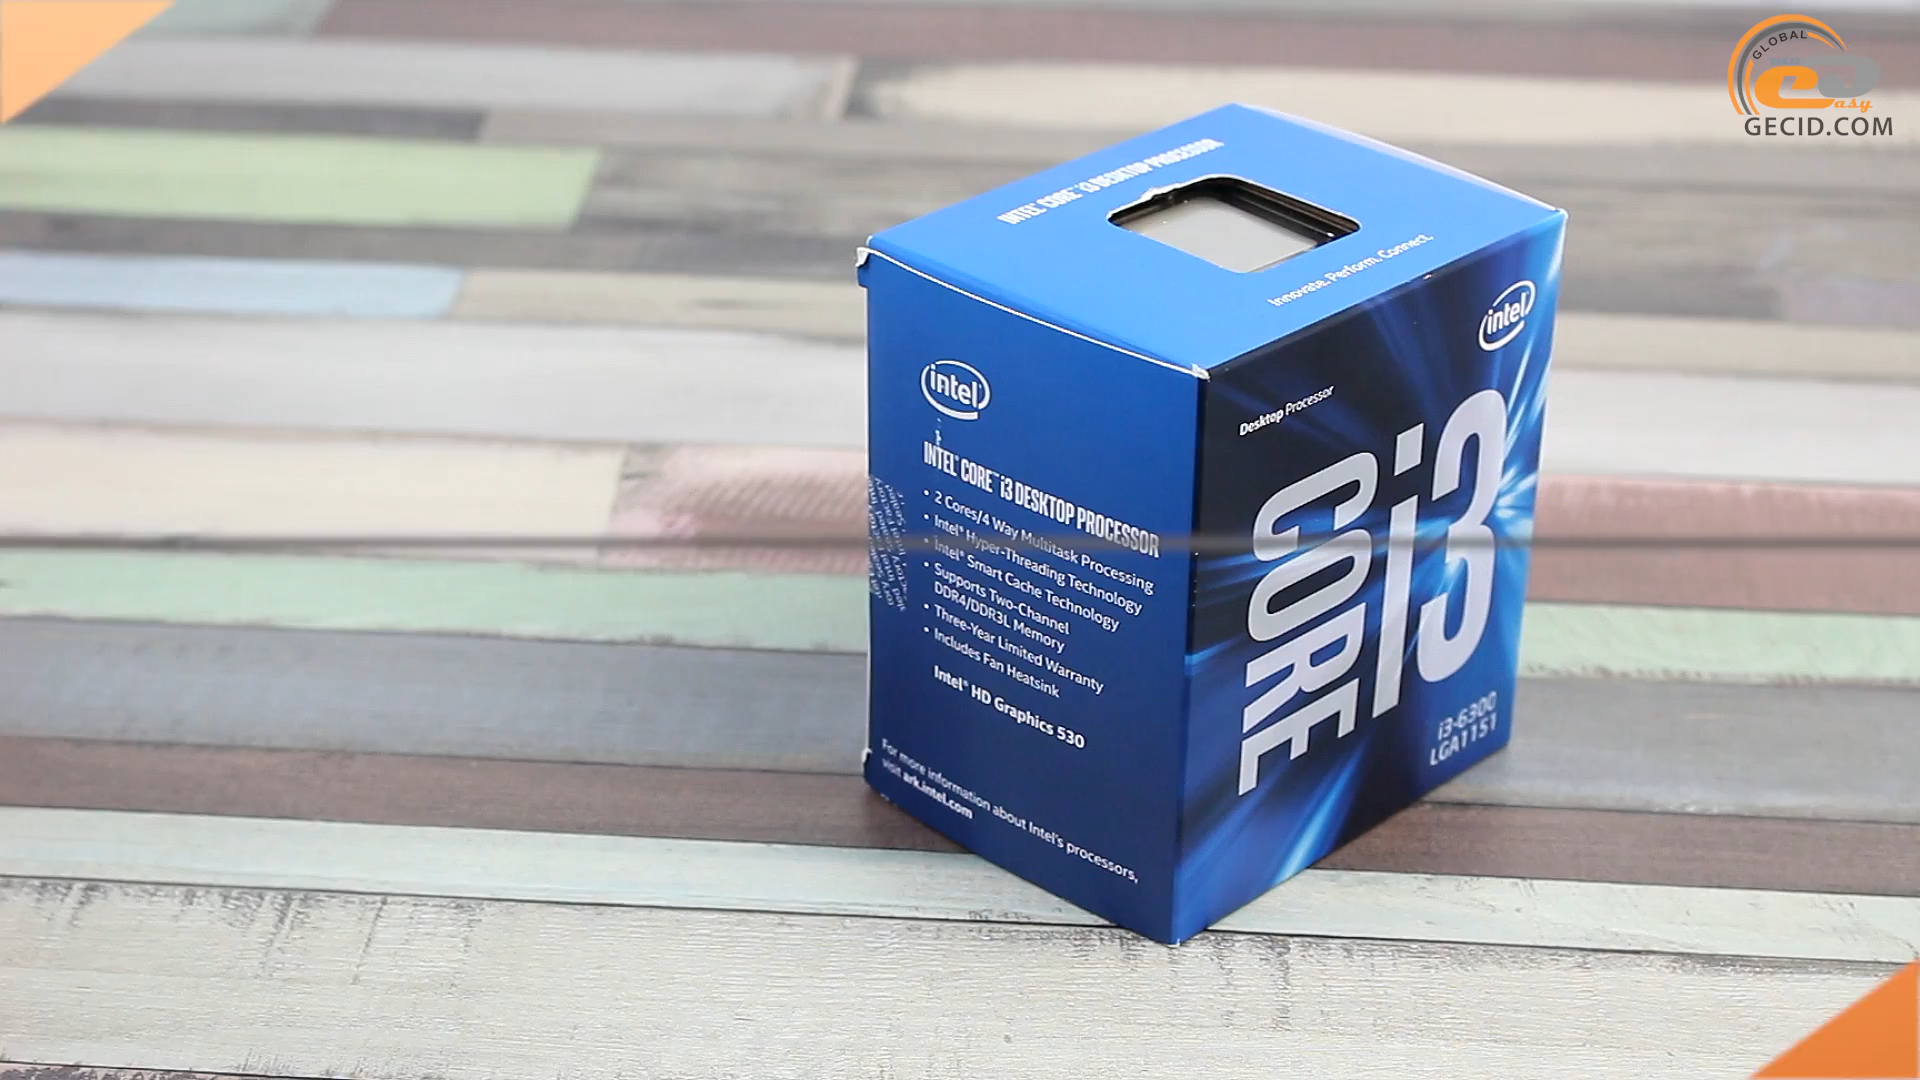 GLOBAL
easy
GECID.COM
INTEL® CORE™ i3 DESKTOP PROCESSOR
Innovate. Perform. Connect.
intel
INTEL® CORE™ i3 DESKTOP PROCESSOR
• 2 Cores/4 Way Multitask Processing
• Intel® Hyper-Threading Technology
• Intel® Smart Cache Technology
• Supports Two-Channel
DDR4/DDR3L Memory
• Three-Year Limited Warranty
• Includes Fan Heatsink
Intel® HD Graphics 530
For more information about Intel's processors,
visit ark.intel.com
intel
Desktop Processor
CORE i3
i3-6300
LGA1151